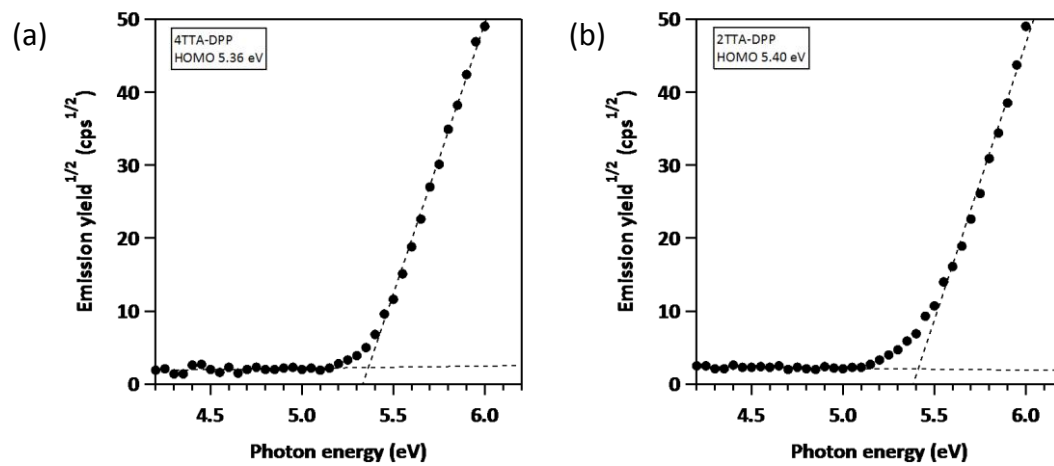 (a)
4TTA-DPP
HOMO 5.36 eV
Emission yield^1/2 (cps^1/2)
50
40
30
20
10
0
4.5 5.0 5.5 6.0
Photon energy (eV)
(b)
2TTA-DPP
HOMO 5.40 eV
Emission yield^1/2 (cps^1/2)
50
40
30
20
10
0
4.5 5.0 5.5 6.0
Photon energy (eV)